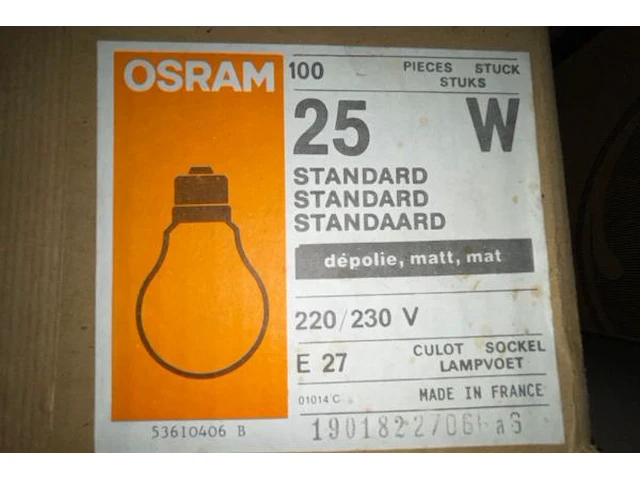 OSRAM
100 PIECES STUCK
STUKS
25 W
STANDARD
STANDARD
STANDAARD
dépolie, matt, mat
220/230 V
E 27 CULOT SOCKEL
LAMPVOET
01014 C MADE IN FRANCE
53610406 B